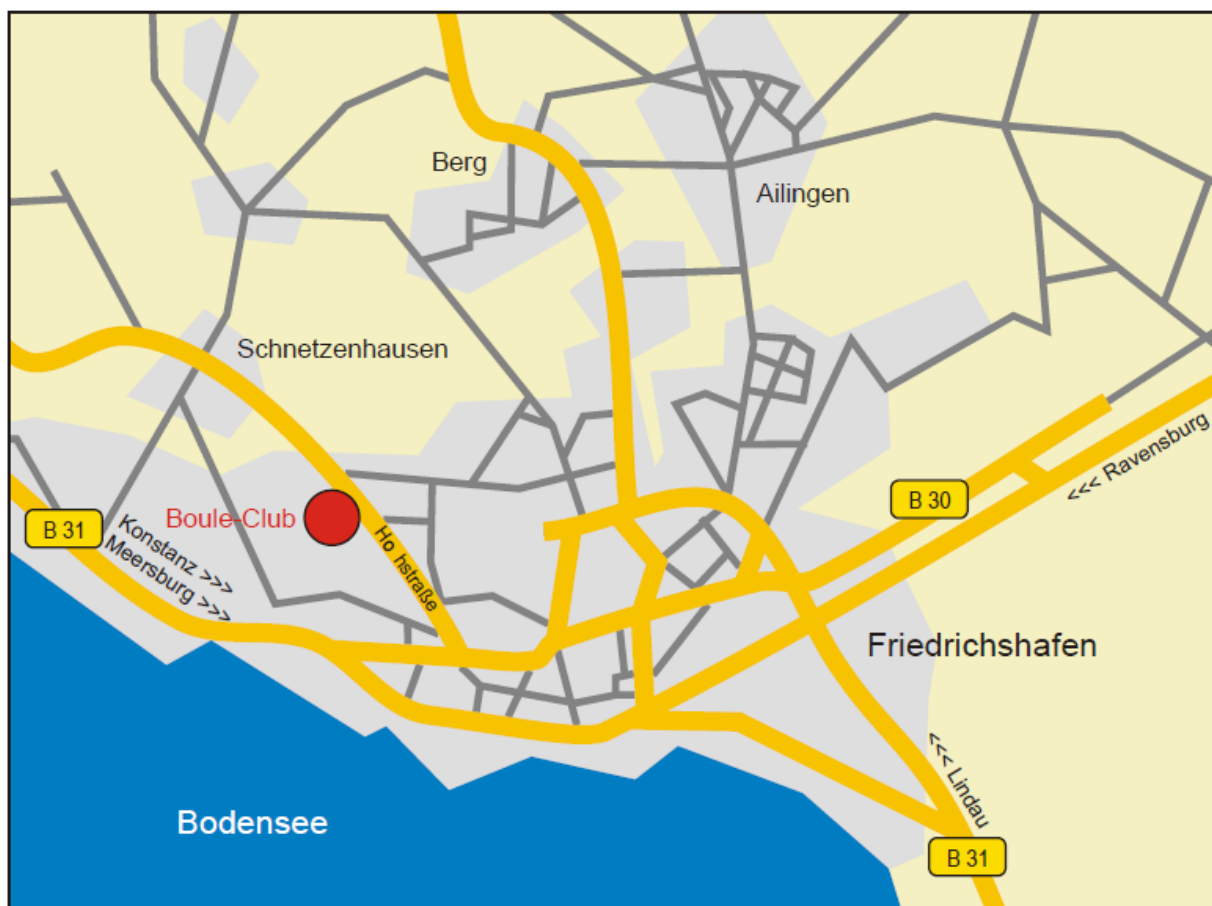 Berg
Ailingen
Schnetzenhausen
<<< Ravensburg
B 30
Boule-Club
B 31
Konstanz >>>
Meersburg >>>
Ho hstraße
Friedrichshafen
<<< Lindau
Bodensee
B 31